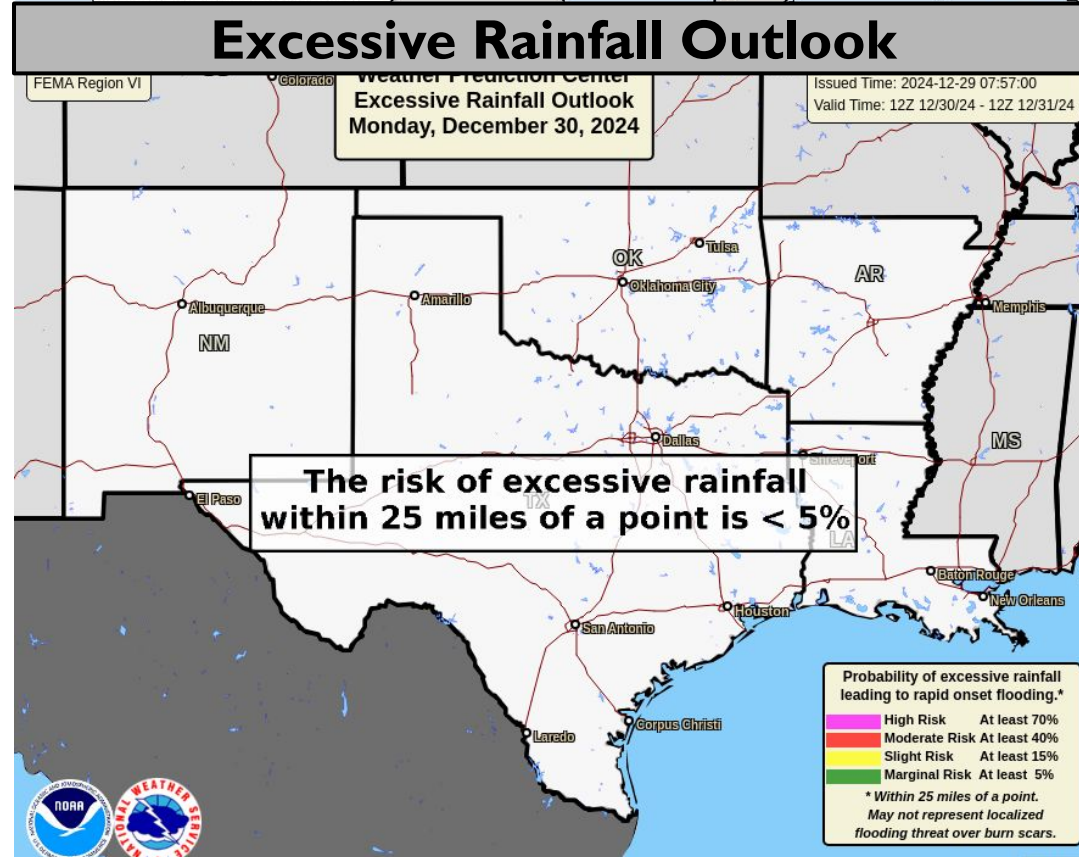 Excessive Rainfall Outlook
FEMA Region VI
Colorado
Weather Prediction Center
Excessive Rainfall Outlook
Monday, December 30, 2024
Issued Time: 2024-12-29 07:57:00
Valid Time: 12Z 12/30/24 - 12Z 12/31/24
Tulsa
OK
Oklahoma City
AR
Amarillo
Albuquerque
Memphis
NM
Dallas
MS
Shreveport
The risk of excessive rainfall
within 25 miles of a point is < 5%
TX
El Paso
LA
Baton Rouge
New Orleans
Houston
San Antonio
Corpus Christi
Laredo
Probability of excessive rainfall
leading to rapid onset flooding.*
High Risk At least 70%
Moderate Risk At least 40%
Slight Risk At least 15%
Marginal Risk At least 5%
* Within 25 miles of a point.
May not represent localized
flooding threat over burn scars.
NOAA
NATIONAL WEATHER SERVICE